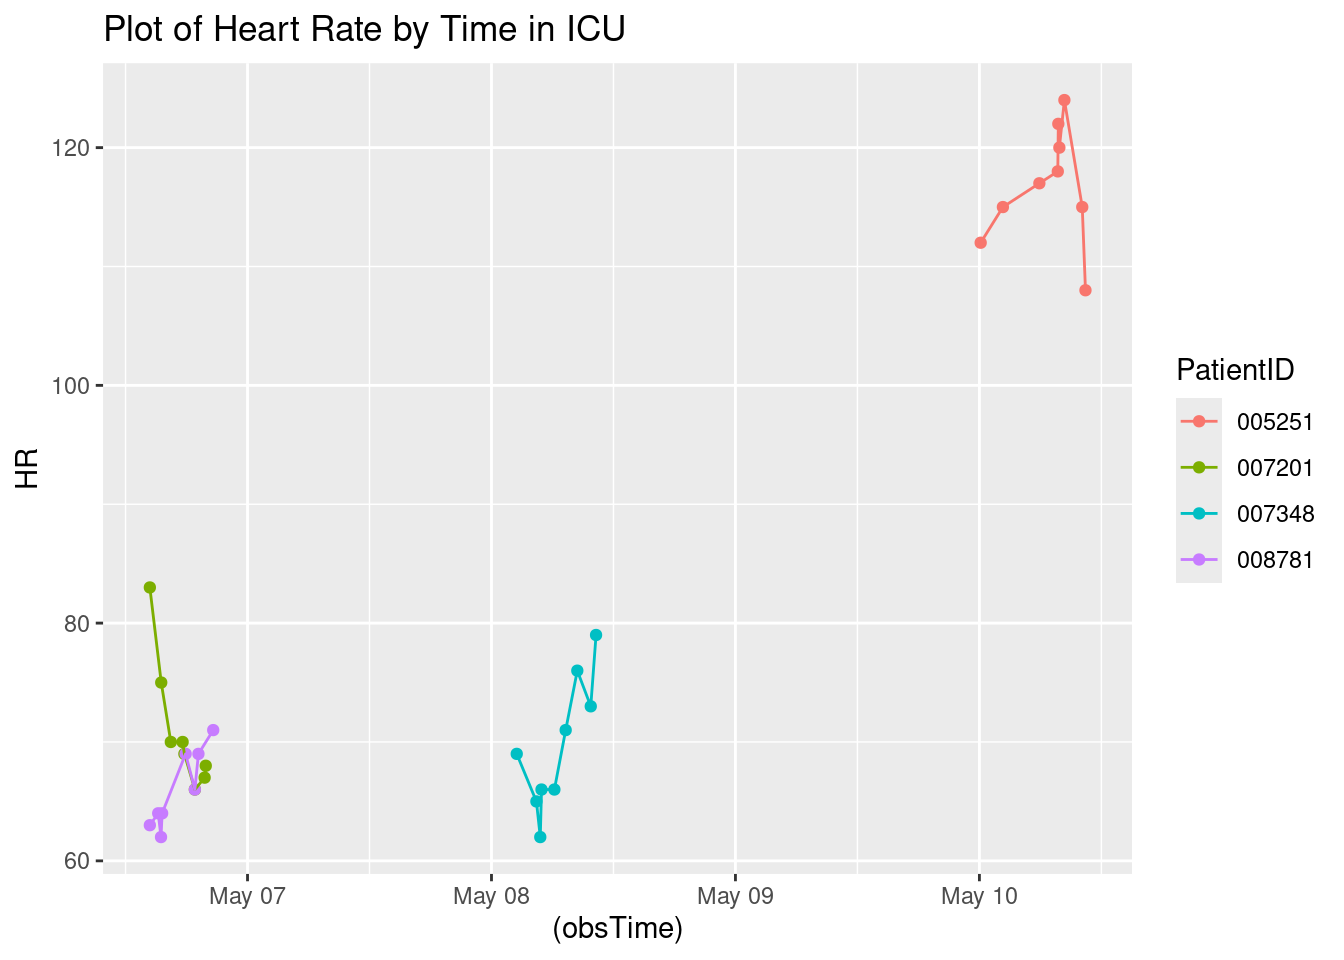 Plot of Heart Rate by Time in ICU
120
100
80
60
HR
May 07
May 08
May 09
May 10
(obsTime)
PatientID
005251
007201
007348
008781